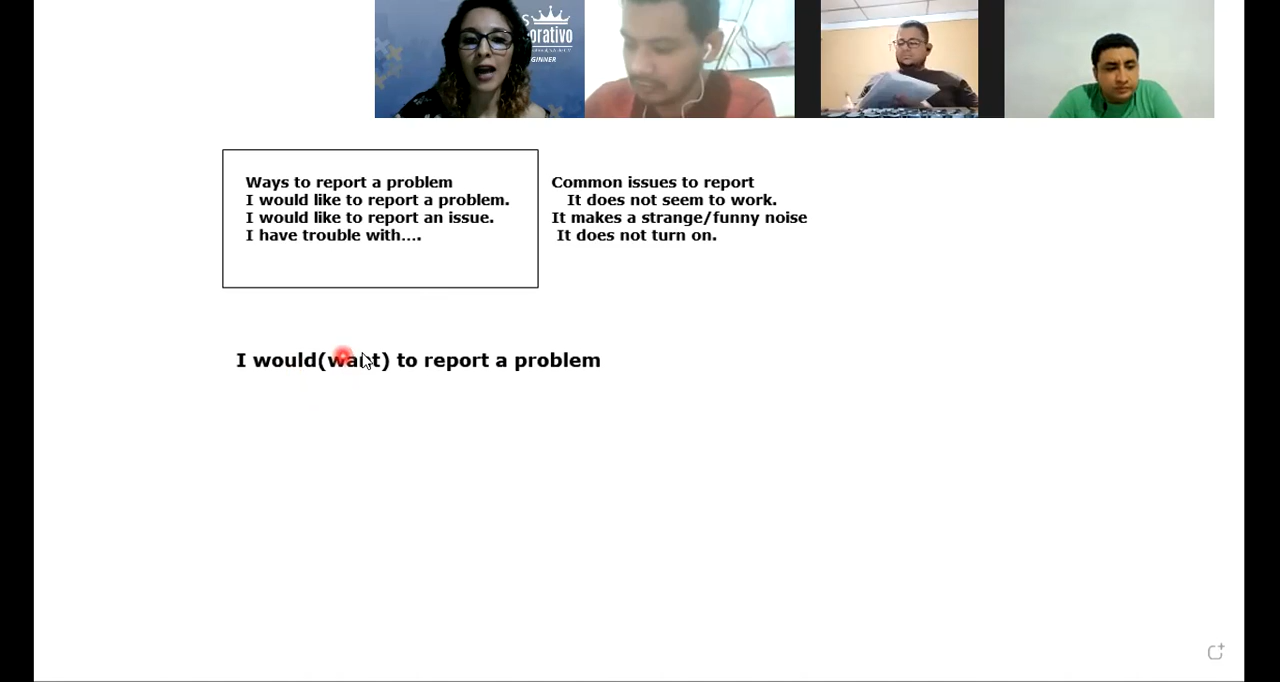 orativo
GINNER
Ways to report a problem
I would like to report a problem.
I would like to report an issue.
I have trouble with....
Common issues to report
It does not seem to work.
It makes a strange/funny noise
It does not turn on.
I would(want) to report a problem